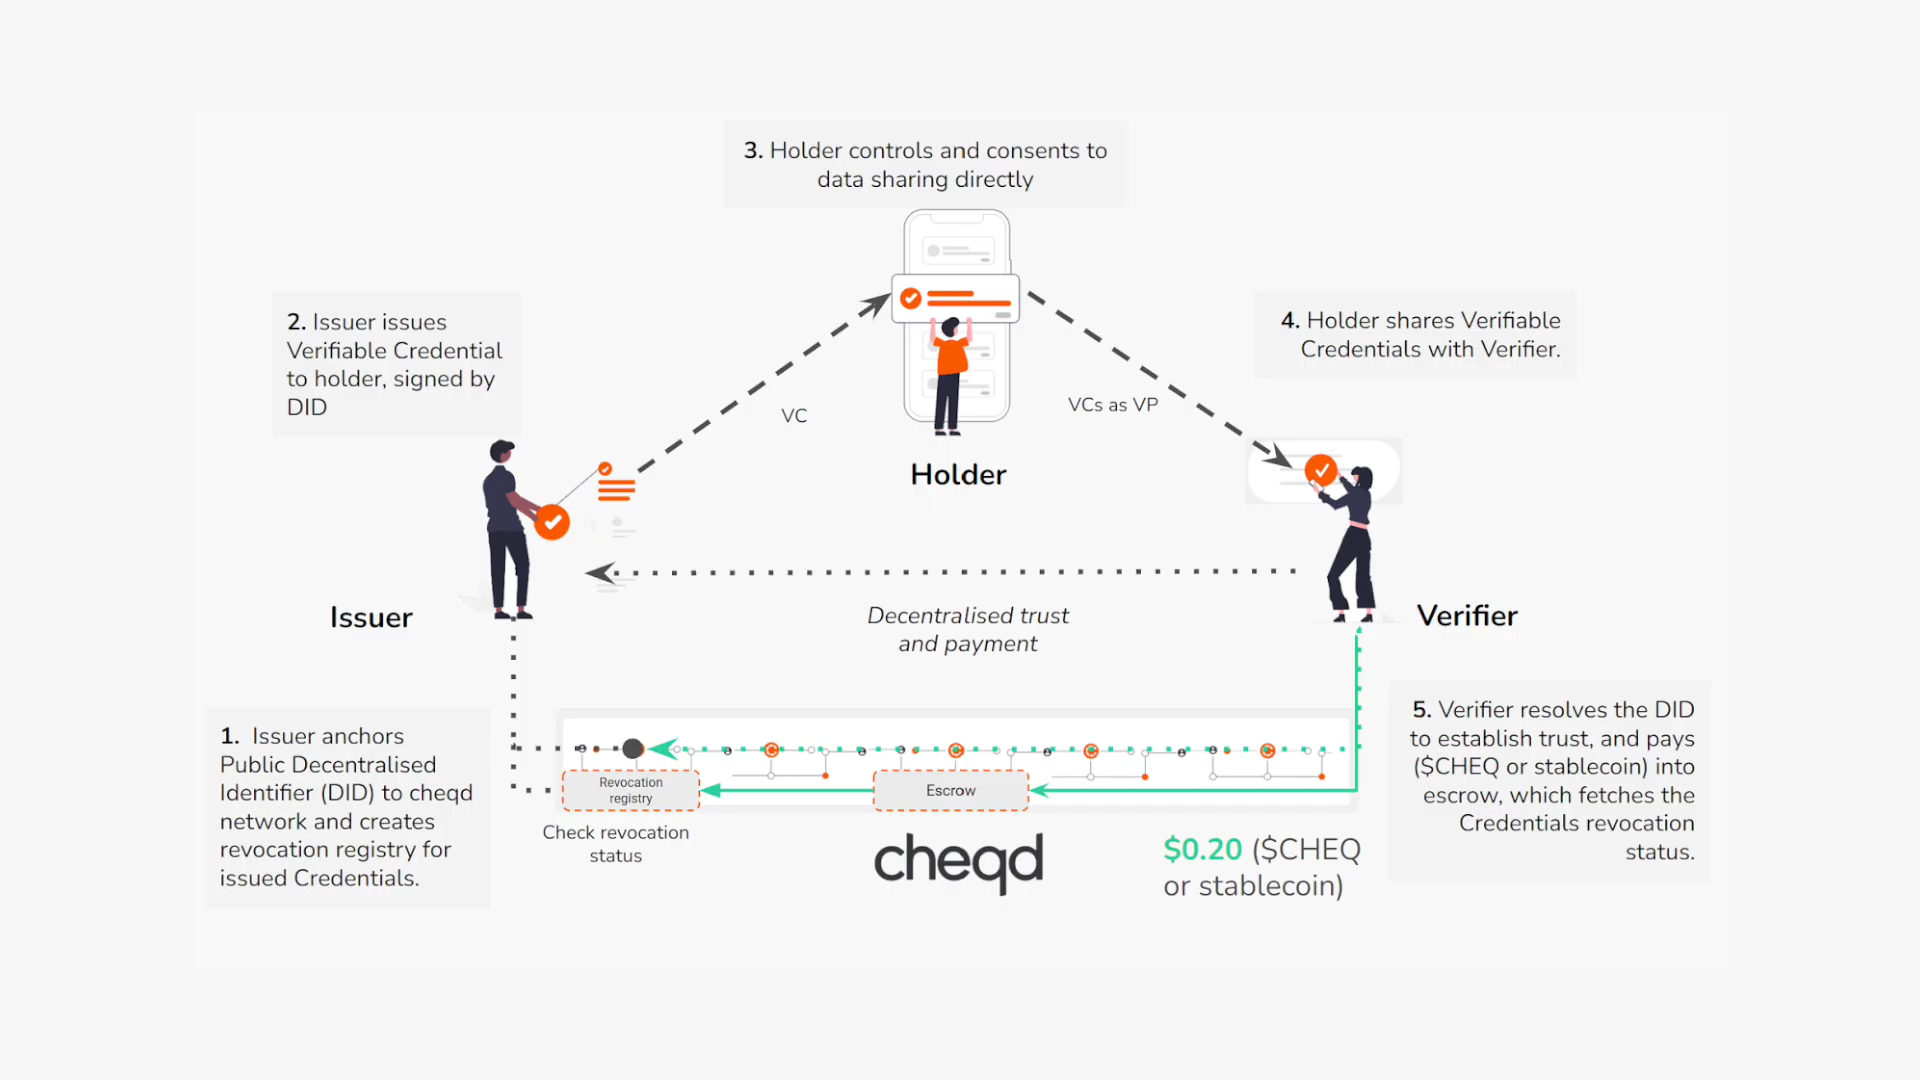 3. Holder controls and consents to
data sharing directly
2. Issuer issues
Verifiable Credential
to holder, signed by
DID
4. Holder shares Verifiable
Credentials with Verifier.
VC
VCs as VP
Holder
Issuer
Decentralised trust
and payment
Verifier
1. Issuer anchors
Public Decentralised
Identifier (DID) to cheqd
network and creates
revocation registry for
issued Credentials.
Revocation
registry
Escrow
Check revocation
status
cheqd
$0.20 ($CHEQ
or stablecoin)
5. Verifier resolves the DID
to establish trust, and pays
($CHEQ or stablecoin) into
escrow, which fetches the
Credentials revocation
status.